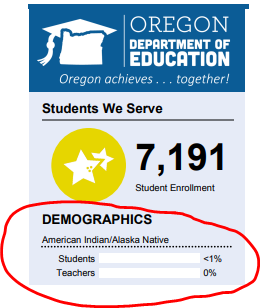 OREGON
DEPARTMENT OF
EDUCATION
Oregon achieves . . . together!
Students We Serve
7,191
Student Enrollment
DEMOGRAPHICS
American Indian/Alaska Native
Students <1%
Teachers 0%